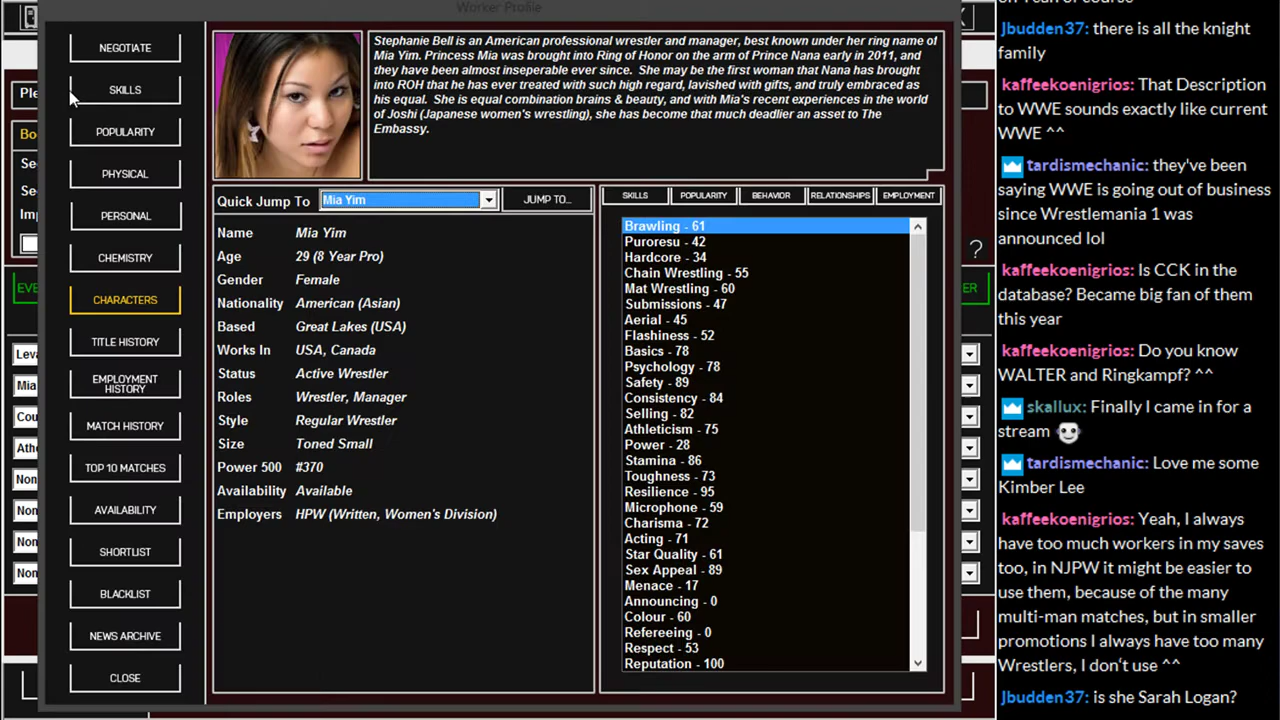 Worker Profile
NEGOTIATE
SKILLS
POPULARITY
PHYSICAL
PERSONAL
CHEMISTRY
CHARACTERS
TITLE HISTORY
EMPLOYMENT
HISTORY
MATCH HISTORY
TOP 10 MATCHES
AVAILABILITY
SHORTLIST
BLACKLIST
NEWS ARCHIVE
CLOSE
Stephanie Bell is an American professional wrestler and manager, best known under her ring name of
Mia Yim. Princess Mia was brought into Ring of Honor on the arm of Prince Nana early in 2011, and
they have been almost inseperable ever since. She may be the first woman that Nana has brought
into ROH that he has ever treated with such high regard, lavished with gifts, and truly embraced as
his equal. She is equal combination brains & beauty, and with Mia's recent experiences in the world
of Joshi (Japanese women's wrestling), she has become that much deadlier an asset to The
Embassy.
Quick Jump To Mia Yim JUMP TO...
Name Mia Yim
Age 29 (8 Year Pro)
Gender Female
Nationality American (Asian)
Based Great Lakes (USA)
Works In USA, Canada
Status Active Wrestler
Roles Wrestler, Manager
Style Regular Wrestler
Size Toned Small
Power 500 #370
Availability Available
Employers HPW (Written, Women's Division)
SKILLS POPULARITY BEHAVIOR RELATIONSHIPS EMPLOYMENT
Brawling - 61
Puroresu - 42
Hardcore - 34
Chain Wrestling - 55
Mat Wrestling - 60
Submissions - 47
Aerial - 45
Flashiness - 52
Basics - 78
Psychology - 78
Safety - 89
Consistency - 84
Selling - 82
Athleticism - 75
Power - 28
Stamina - 86
Toughness - 73
Resilience - 95
Microphone - 59
Charisma - 72
Acting - 71
Star Quality - 61
Sex Appeal - 89
Menace - 17
Announcing - 0
Colour - 60
Refereeing - 0
Respect - 53
Reputation - 100
?
Jbudden37: there is all the knight
family
kaffeekoenigrios: That Description
to WWE sounds exactly like current
WWE ^^
tardismechanic: they've been
saying WWE is going out of business
since Wrestlemania 1 was
announced lol
kaffeekoenigrios: Is CCK in the
database? Became big fan of them
this year
kaffeekoenigrios: Do you know
WALTER and Ringkampf? ^^
skallux: Finally I came in for a
stream
tardismechanic: Love me some
Kimber Lee
kaffeekoenigrios: Yeah, I always
have too much workers in my saves
too, in NJPW it might be easier to
use them, because of the many
multi-man matches, but in smaller
promotions I always have too many
Wrestlers, I don't use ^^
Jbudden37: is she Sarah Logan?